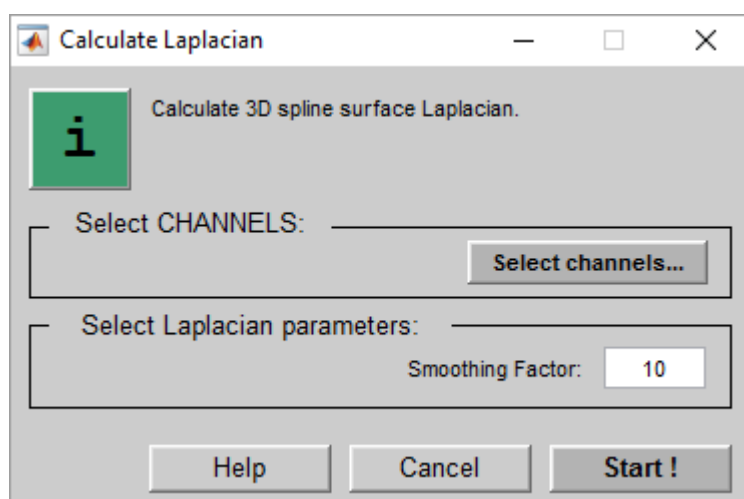 Calculate Laplacian
i
Calculate 3D spline surface Laplacian.
Select CHANNELS:
Select channels...
Select Laplacian parameters:
Smoothing Factor: 10
Help Cancel Start !